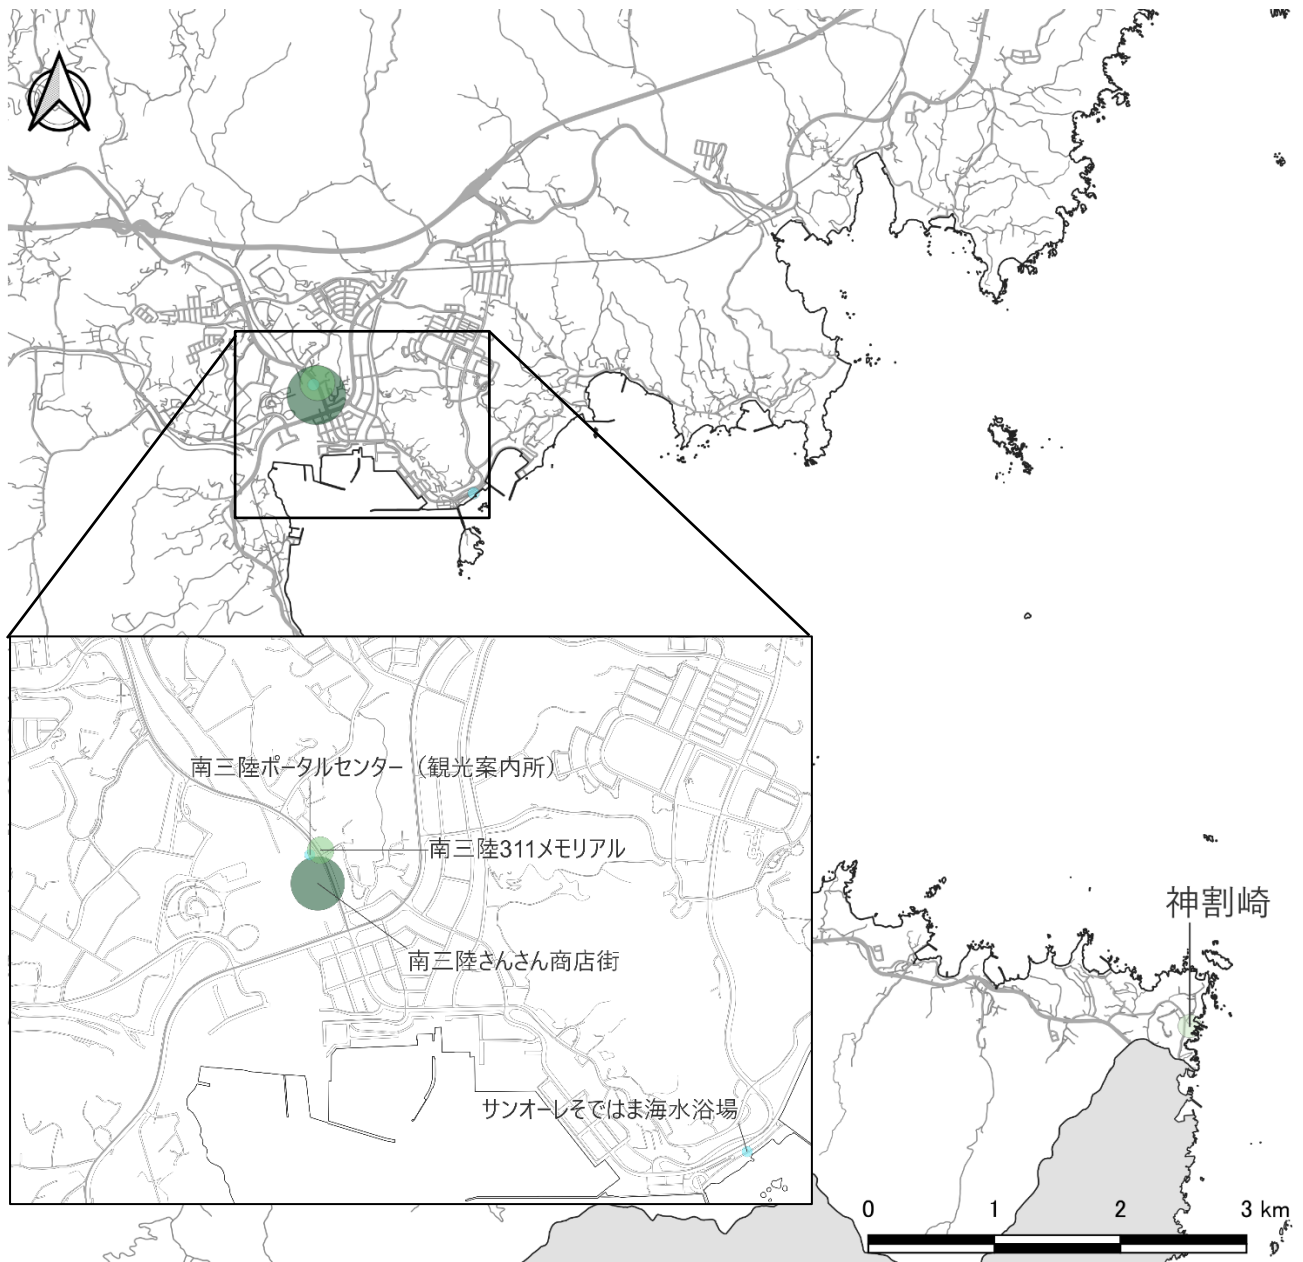 南三陸ポータルセンター（観光案内所）
南三陸311メモリアル
神割崎
南三陸さんさん商店街
サンオーレそではま海水浴場
0 1 2 3 km